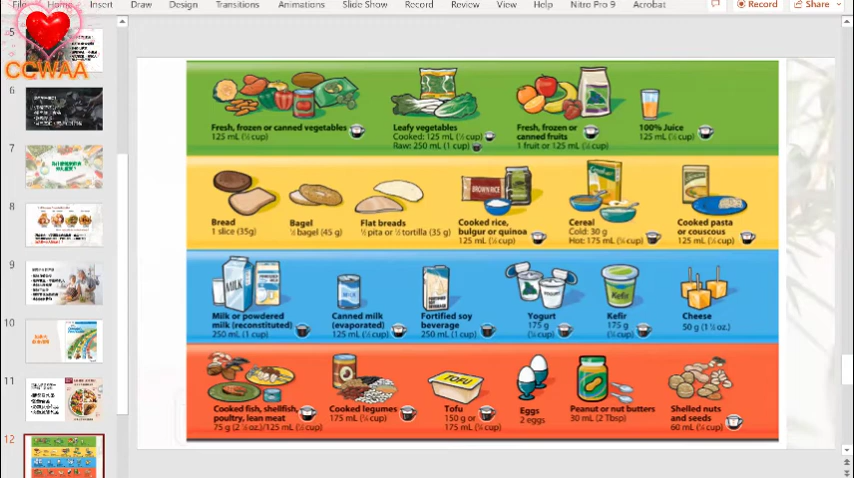 File
Home
Insert
Draw
Design
Transitions
Animations
Slide Show
Record
Review
View
Help
Nitro Pro 9
Acrobat
Record
Share
CCWAA
5
6
7
8
9
10
11
12
Fresh, frozen or canned vegetables
125 mL (½ cup)
Leafy vegetables
Cooked: 125 mL (½ cup)
Raw: 250 mL (1 cup)
Fresh, frozen or
canned fruits
1 fruit or 125 mL (½ cup)
100% Juice
125 mL (½ cup)
Bread
1 slice (35g)
Bagel
½ bagel (45 g)
Flat breads
½ pita or ½ tortilla (35 g)
BROWN RICE
Cooked rice,
bulgur or quinoa
125 mL (½ cup)
Cereal
Cold: 30 g
Hot: 175 mL (¾ cup)
Cooked pasta
or couscous
125 mL (½ cup)
MILK
Milk or powdered
milk (reconstituted)
250 mL (1 cup)
Canned milk
(evaporated)
125 mL (½ cup)
Fortified soy
beverage
250 mL (1 cup)
Yogurt
175 g
(¾ cup)
Kefir
Kefir
175 g
(¾ cup)
Cheese
50 g (1 ½ oz.)
Cooked fish, shellfish,
poultry, lean meat
75 g (2 ½ oz.)/125 mL (½ cup)
Cooked legumes
175 mL (¾ cup)
TOFU
Tofu
150 g or
175 mL (¾ cup)
Eggs
2 eggs
Peanut or nut butters
30 mL (2 Tbsp)
Shelled nuts
and seeds
60 mL (¼ cup)